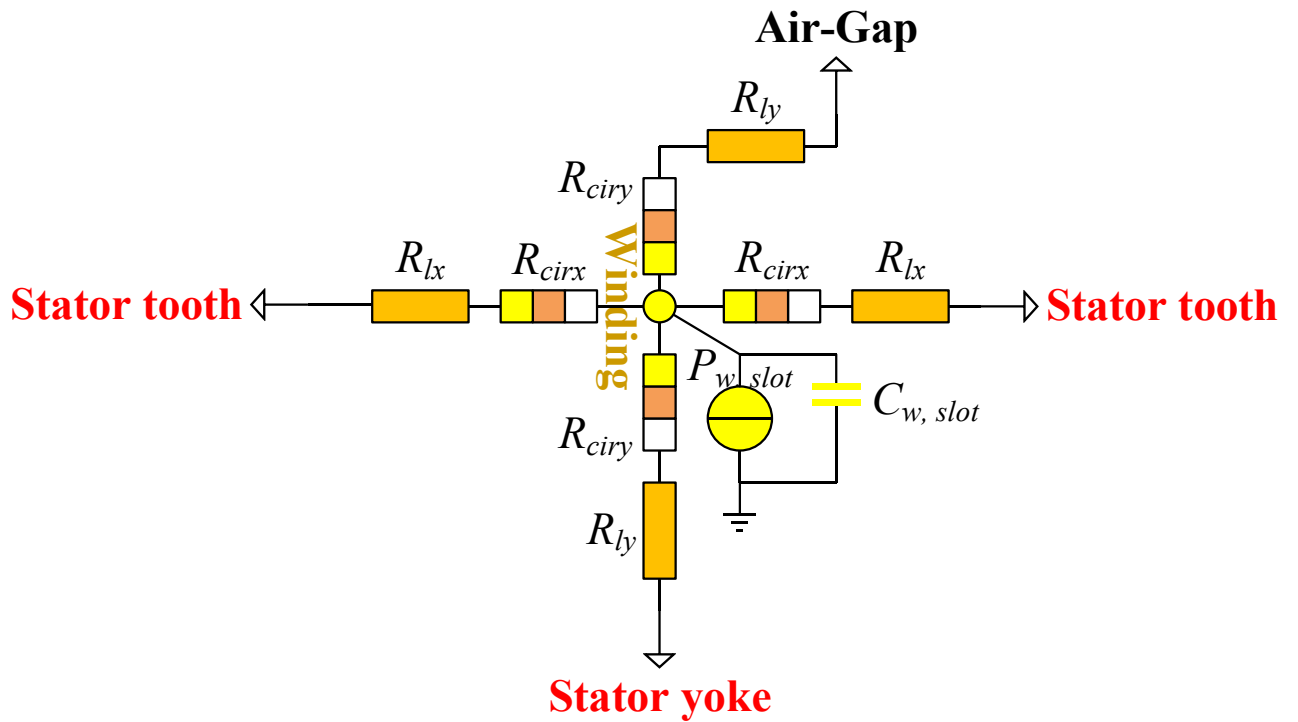 Air-Gap
R_ly
R_ciry
Winding
R_lx
R_cirx
R_cirx
R_lx
Stator tooth
Stator tooth
P_w, slot
C_w, slot
R_ciry
R_ly
Stator yoke